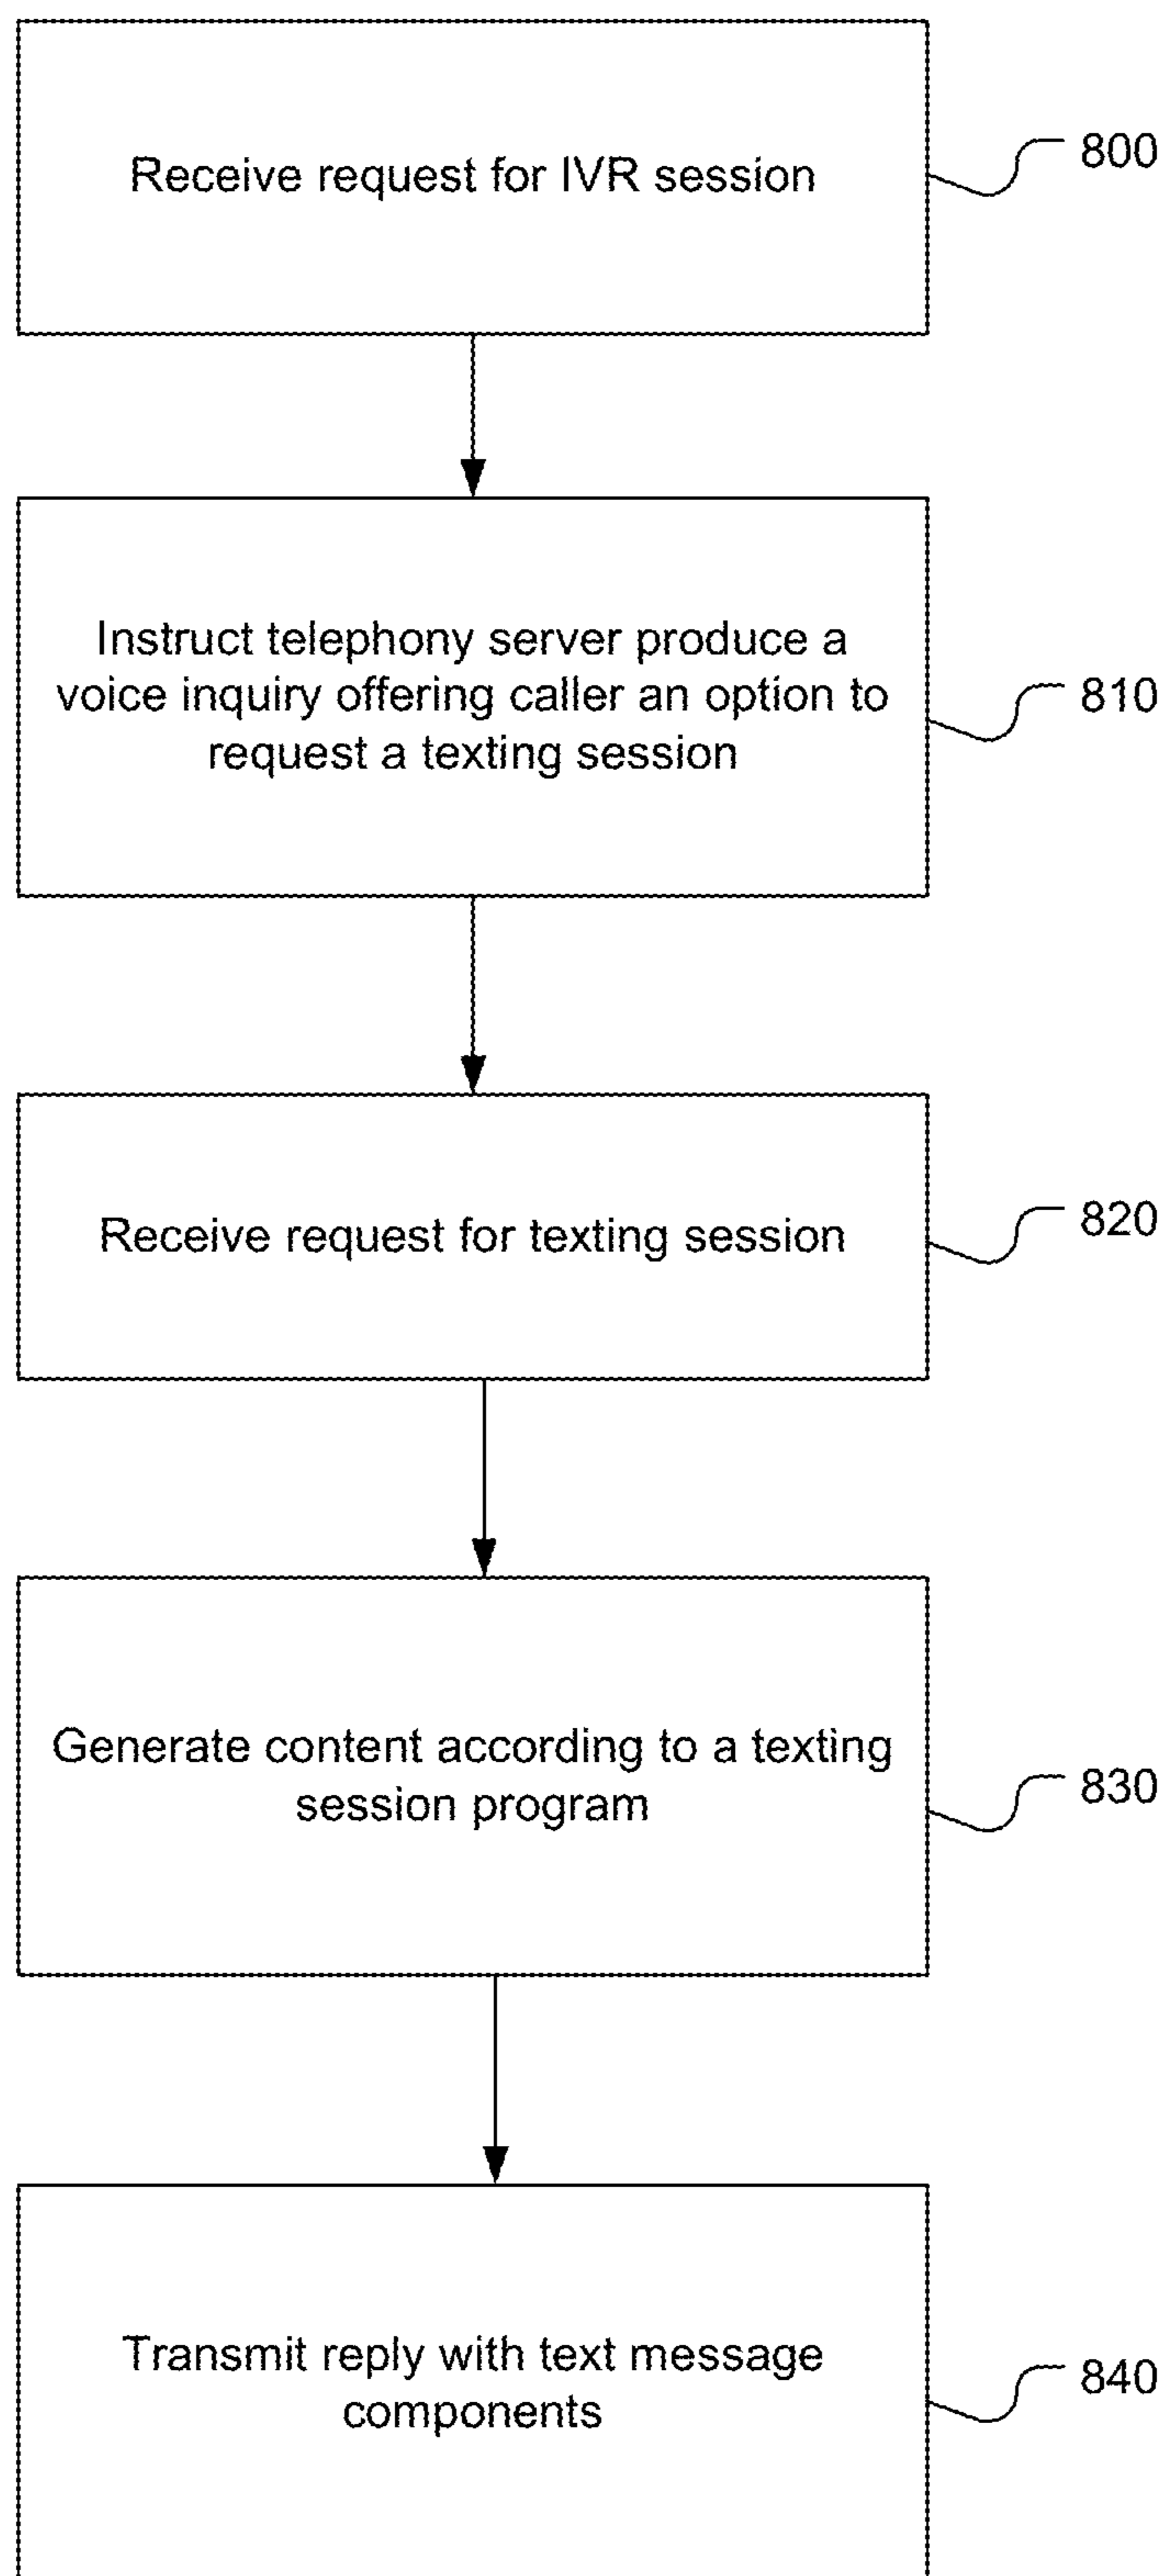 Receive request for IVR session
800
Instruct telephony server produce a
voice inquiry offering caller an option to
request a texting session
810
Receive request for texting session
820
Generate content according to a texting
session program
830
Transmit reply with text message
components
840